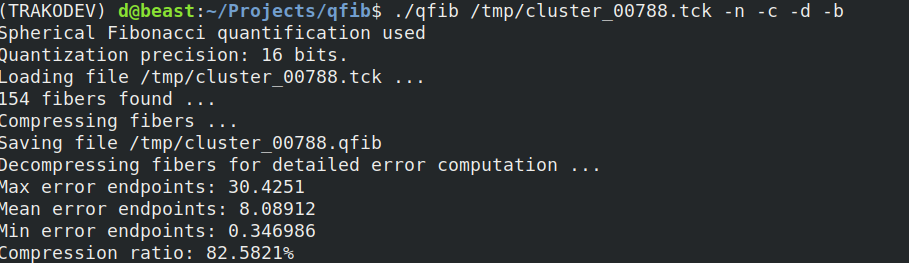 (TRAKODEV) d@beast:~/Projects/qfib$ ./qfib /tmp/cluster_00788.tck -n -c -d -b
Spherical Fibonacci quantification used
Quantization precision: 16 bits.
Loading file /tmp/cluster_00788.tck ...
154 fibers found ...
Compressing fibers ...
Saving file /tmp/cluster_00788.qfib
Decompressing fibers for detailed error computation ...
Max error endpoints: 30.4251
Mean error endpoints: 8.08912
Min error endpoints: 0.346986
Compression ratio: 82.5821%